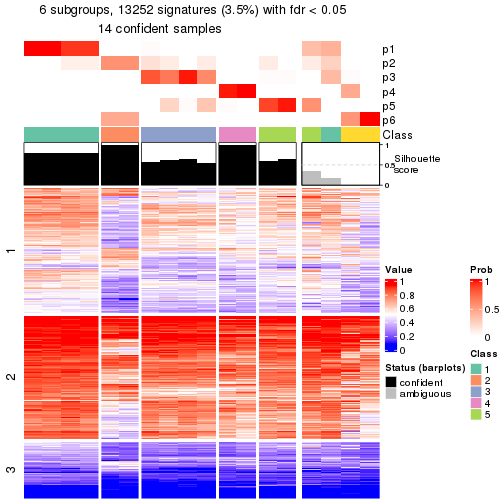 6 subgroups, 13252 signatures (3.5%) with fdr < 0.05
14 confident samples
p1
p2
p3
p4
p5
p6
Class
1
0.5
0
Silhouette
score
1
2
3
Value
1
0.8
0.6
0.4
0.2
0
Status (barplots)
confident
ambiguous
Prob
1
0.5
0
Class
1
2
3
4
5